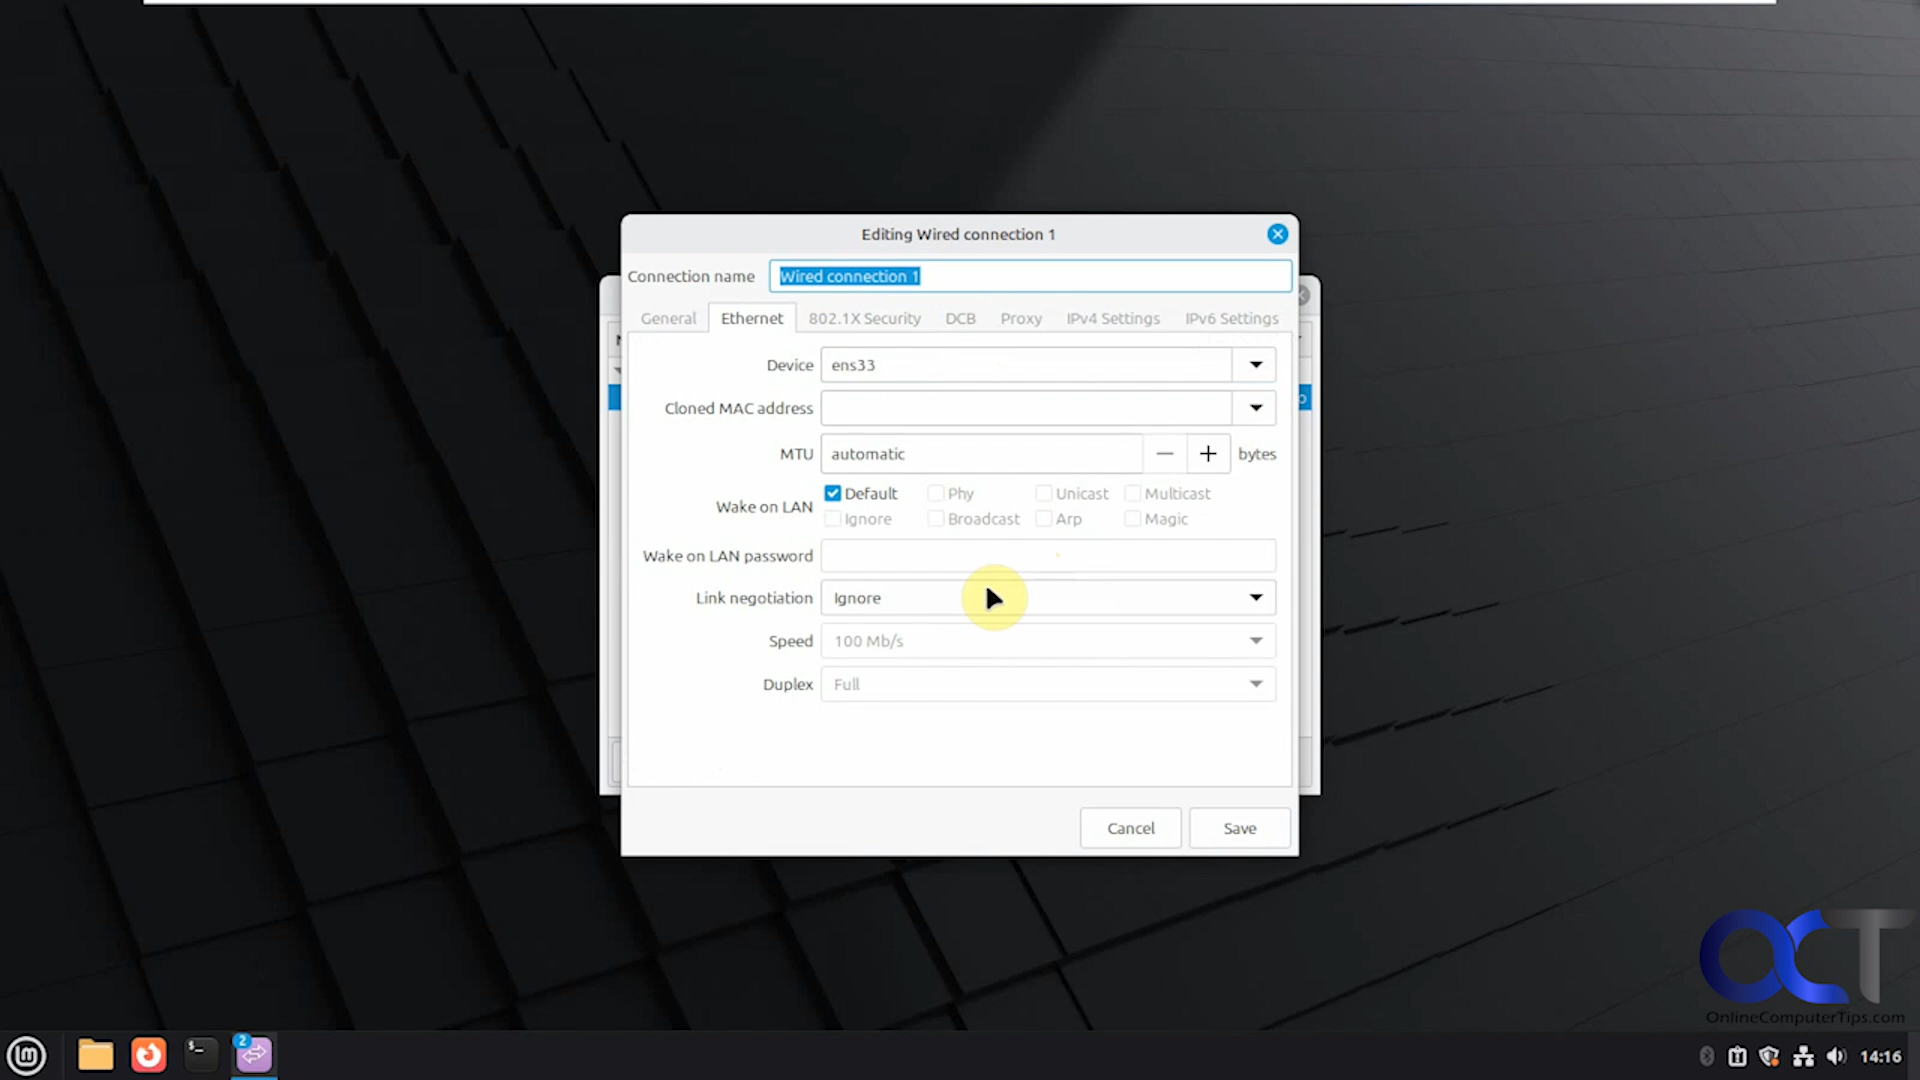 Editing Wired connection 1
Connection name Wired connection 1
General Ethernet 802.1X Security DCB Proxy IPv4 Settings IPv6 Settings
Device ens33
Cloned MAC address
MTU automatic bytes
Wake on LAN
Default Phy Unicast Multicast
Ignore Broadcast Arp Magic
Wake on LAN password
Link negotiation Ignore
Speed 100 Mb/s
Duplex Full
Cancel Save
OCT
OnlineComputerTips.com
2
14:16